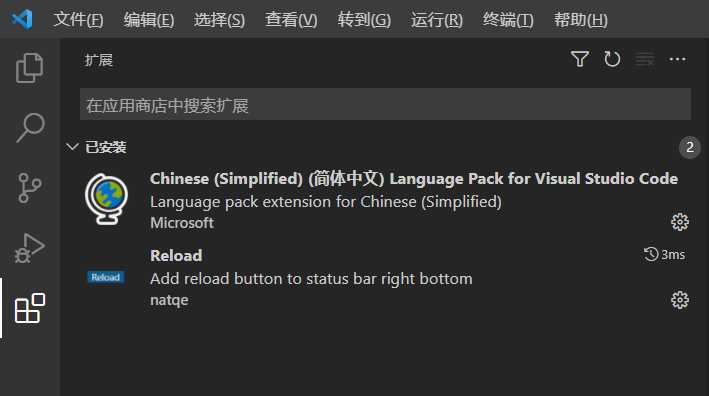 文件(F) 编辑(E) 选择(S) 查看(V) 转到(G) 运行(R) 终端(T) 帮助(H)
扩展
在应用商店中搜索扩展
已安装 2
Chinese (Simplified) (简体中文) Language Pack for Visual Studio Code
Language pack extension for Chinese (Simplified)
Microsoft
Reload 3ms
Reload Add reload button to status bar right bottom
natqe